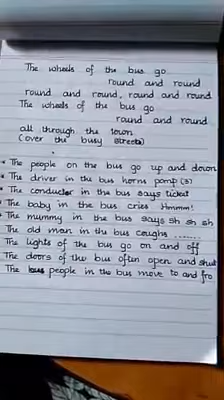 The wheels of the bus go
round and round
round and round, round and round
The wheels of the bus go
round and round
all through the town
(over the busy streets)
• The people on the bus go up and down
• The driver in the bus horns pomp (3)
• The conductor in the bus says ticket
• The baby in the bus cries Hmmm!
• The mummy in the bus says sh sh sh
The old man in the bus coughs .......
The lights of the bus go on and off
The doors of the bus often open and shut
The people in the bus move to and fro